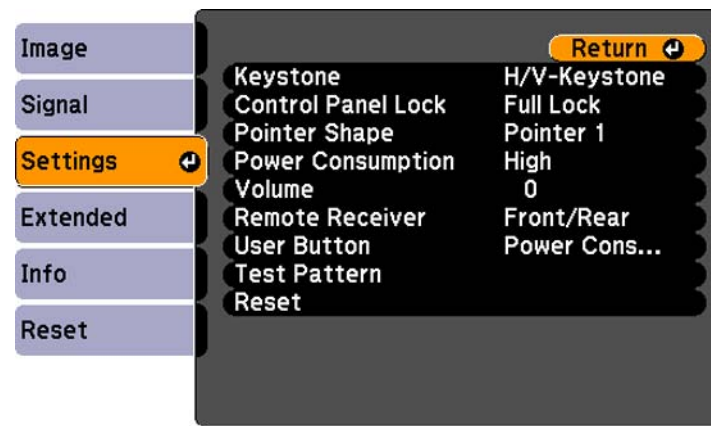 Image
Signal
Settings
Extended
Info
Reset
Return
Keystone H/V-Keystone
Control Panel Lock Full Lock
Pointer Shape Pointer 1
Power Consumption High
Volume 0
Remote Receiver Front/Rear
User Button Power Cons...
Test Pattern
Reset